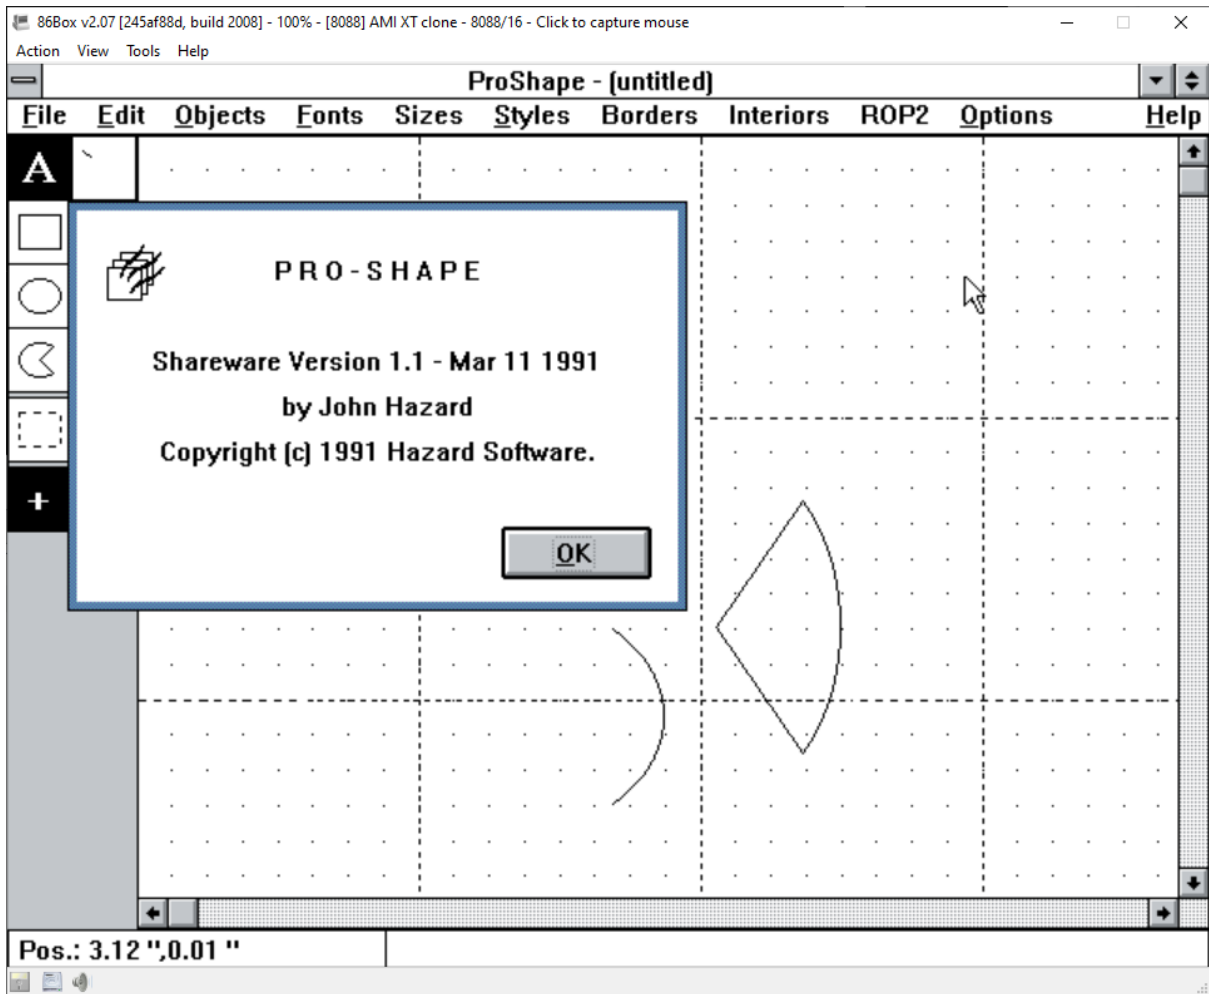 86Box v2.07 [245af88d, build 2008] - 100% - [8088] AMI XT clone - 8088/16 - Click to capture mouse
Action View Tools Help
ProShape - (untitled)
File Edit Objects Fonts Sizes Styles Borders Interiors ROP2 Options Help
A
PRO-SHAPE
Shareware Version 1.1 - Mar 11 1991
by John Hazard
Copyright (c) 1991 Hazard Software.
+
OK
Pos.: 3.12 ",0.01 "